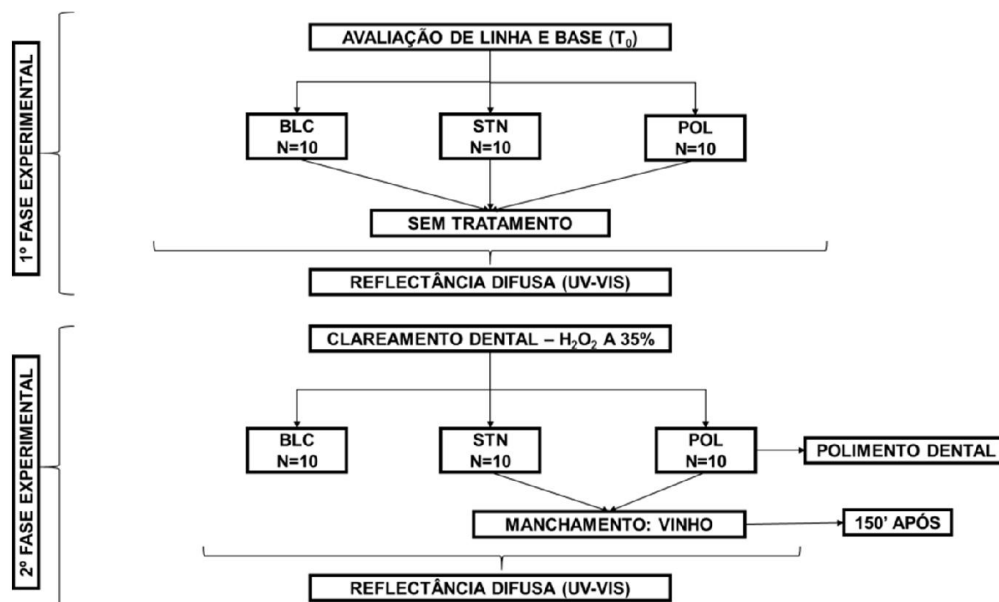 1º FASE EXPERIMENTAL
AVALIAÇÃO DE LINHA E BASE (T₀)
BLC
N=10
STN
N=10
POL
N=10
SEM TRATAMENTO
REFLECTÂNCIA DIFUSA (UV-VIS)
2º FASE EXPERIMENTAL
CLAREAMENTO DENTAL – H₂O₂ A 35%
BLC
N=10
STN
N=10
POL
N=10
POLIMENTO DENTAL
MANCHAMENTO: VINHO
150' APÓS
REFLECTÂNCIA DIFUSA (UV-VIS)